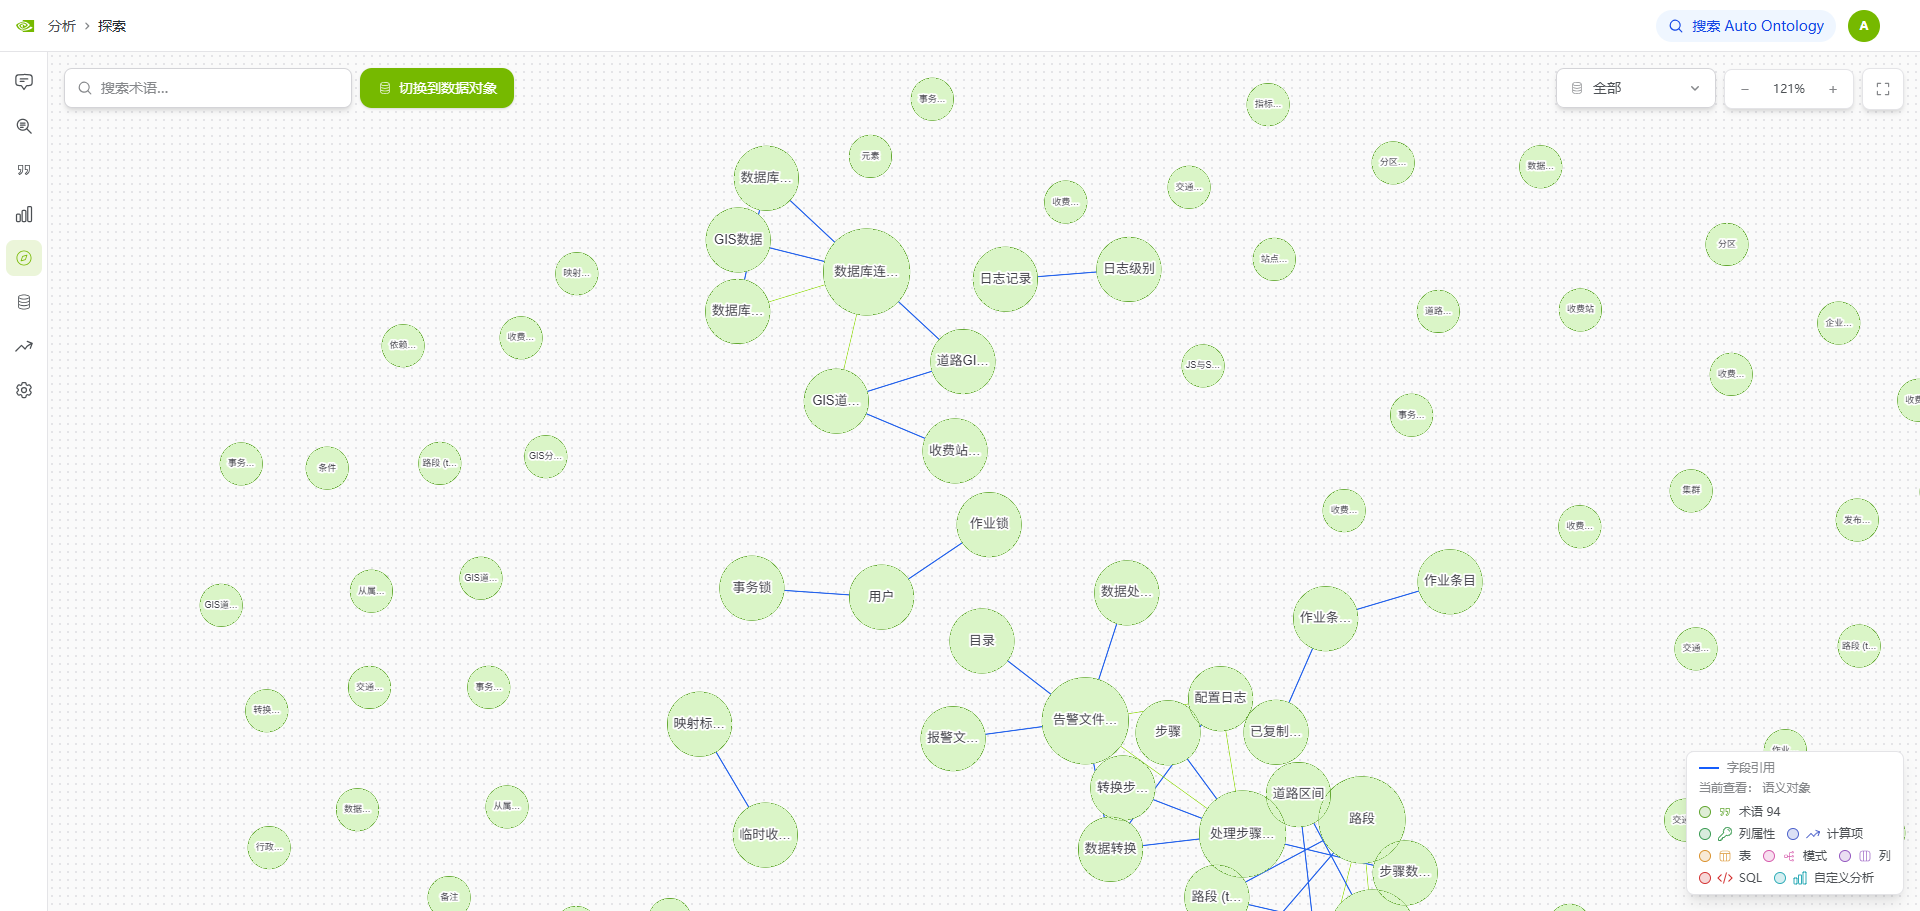 分析 › 探索
搜索 Auto Ontology
A
搜索术语...
切换到数据对象
全部
− 121% +
事务...
指标...
元素
分区...
数据...
数据库...
交通...
收费...
GIS数据
分区
数据库连...
日志记录
日志级别
站点...
映射...
数据库...
道路...
收费站
企业...
收费...
依赖...
道路GI...
JS与S...
收费...
收费
GIS道...
事务...
收费站...
GIS分...
事务...
条件
路段 (t...
集群
收费...
作业锁
收费...
发布...
GIS道...
作业条目
事务锁
用户
从属...
数据处...
GIS道...
作业条...
目录
交通...
路段 (t...
交通...
事务...
配置日志
转换...
映射标...
告警文件...
步骤
已复制...
报警文...
作业...
转换步...
道路区间
数据...
从属...
路段
交通
临时收...
处理步骤...
行政...
数据转换
步骤数...
备注
路段 (t...
字段引用
当前查看： 语义对象
术语 94
列属性 计算项
表 模式 列
SQL 自定义分析